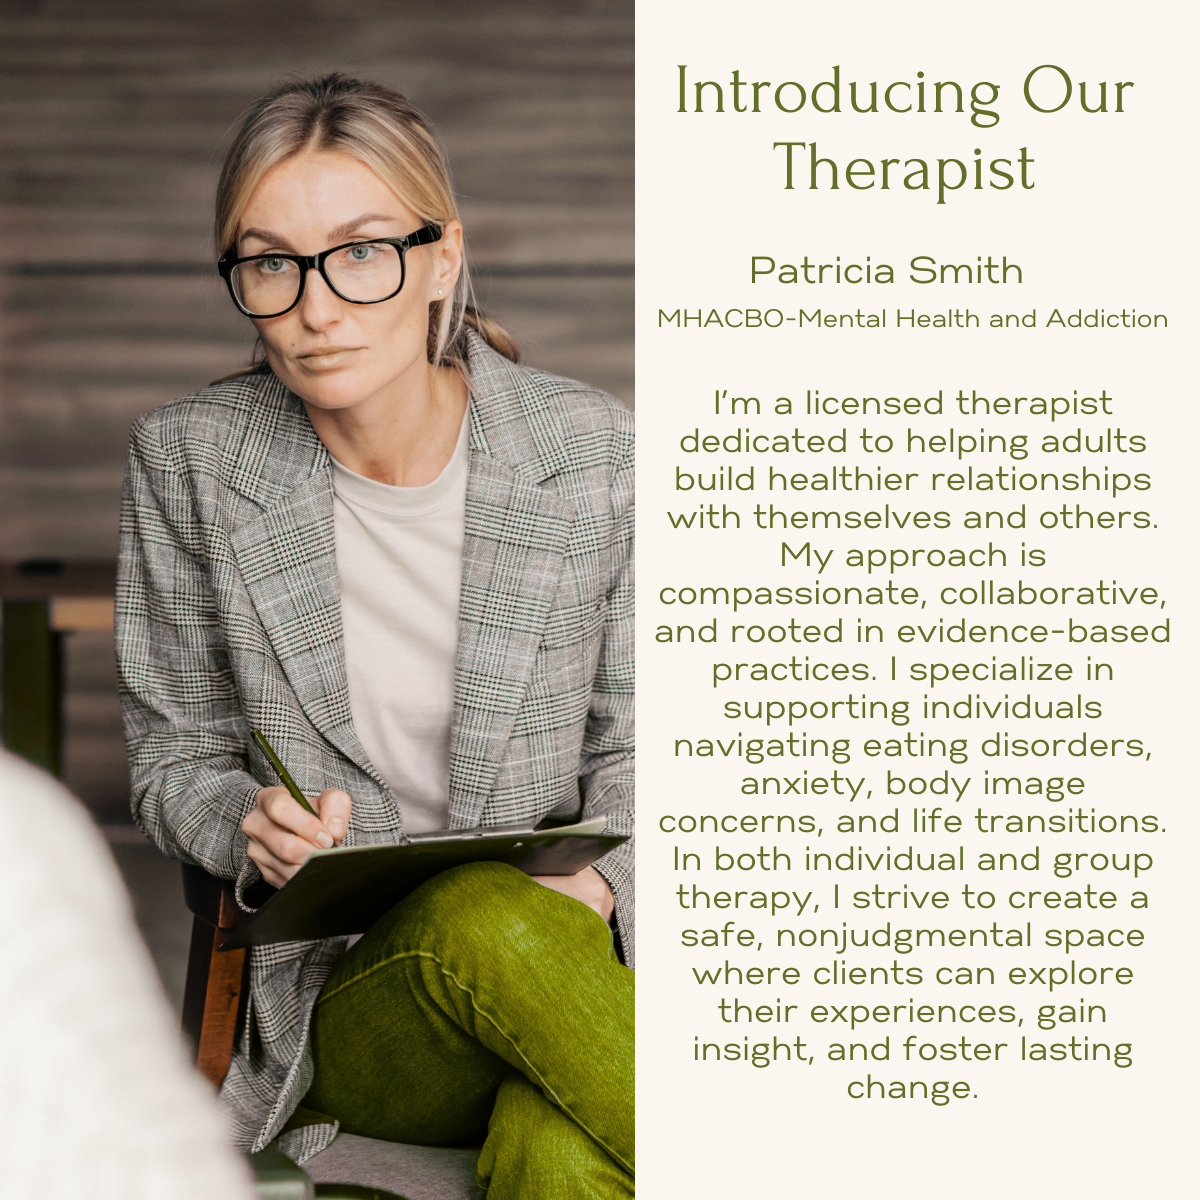 Introducing Our
Therapist
Patricia Smith
MHACBO-Mental Health and Addiction
I'm a licensed therapist
dedicated to helping adults
build healthier relationships
with themselves and others.
My approach is
compassionate, collaborative,
and rooted in evidence-based
practices. I specialize in
supporting individuals
navigating eating disorders,
anxiety, body image
concerns, and life transitions.
In both individual and group
therapy, I strive to create a
safe, nonjudgmental space
where clients can explore
their experiences, gain
insight, and foster lasting
change.